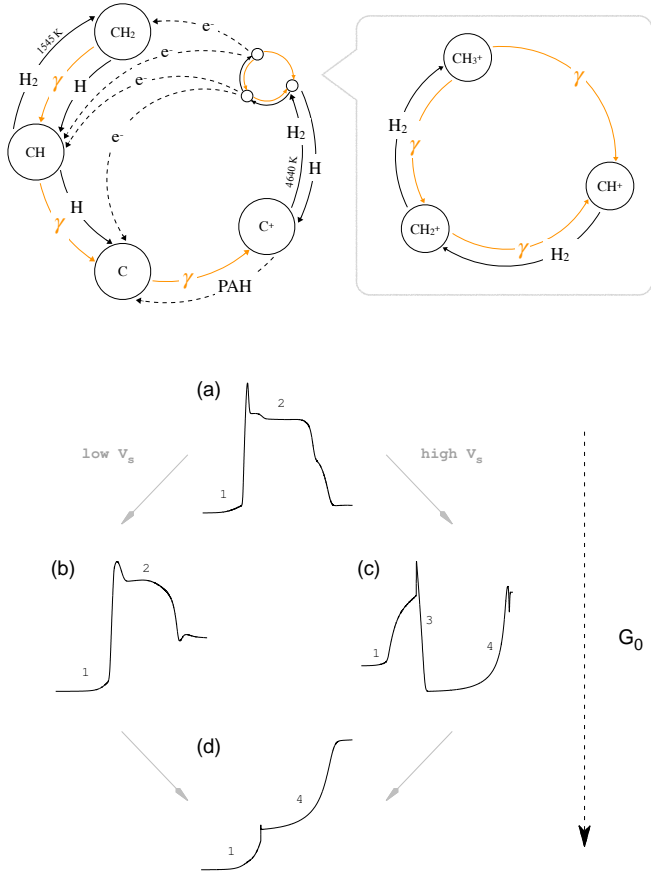 1545 K
CH₂
e⁻
H₂
γ
H
e⁻
e⁻
CH
e⁻
H₂
H
4640 K
γ
H
C⁺
C
γ
PAH
CH₃⁺
γ
H₂
γ
CH⁺
CH₂⁺
γ
H₂
(a)
2
low Vₛ
high Vₛ
1
(b)
2
(c)
3
1
4
1
G₀
(d)
4
1